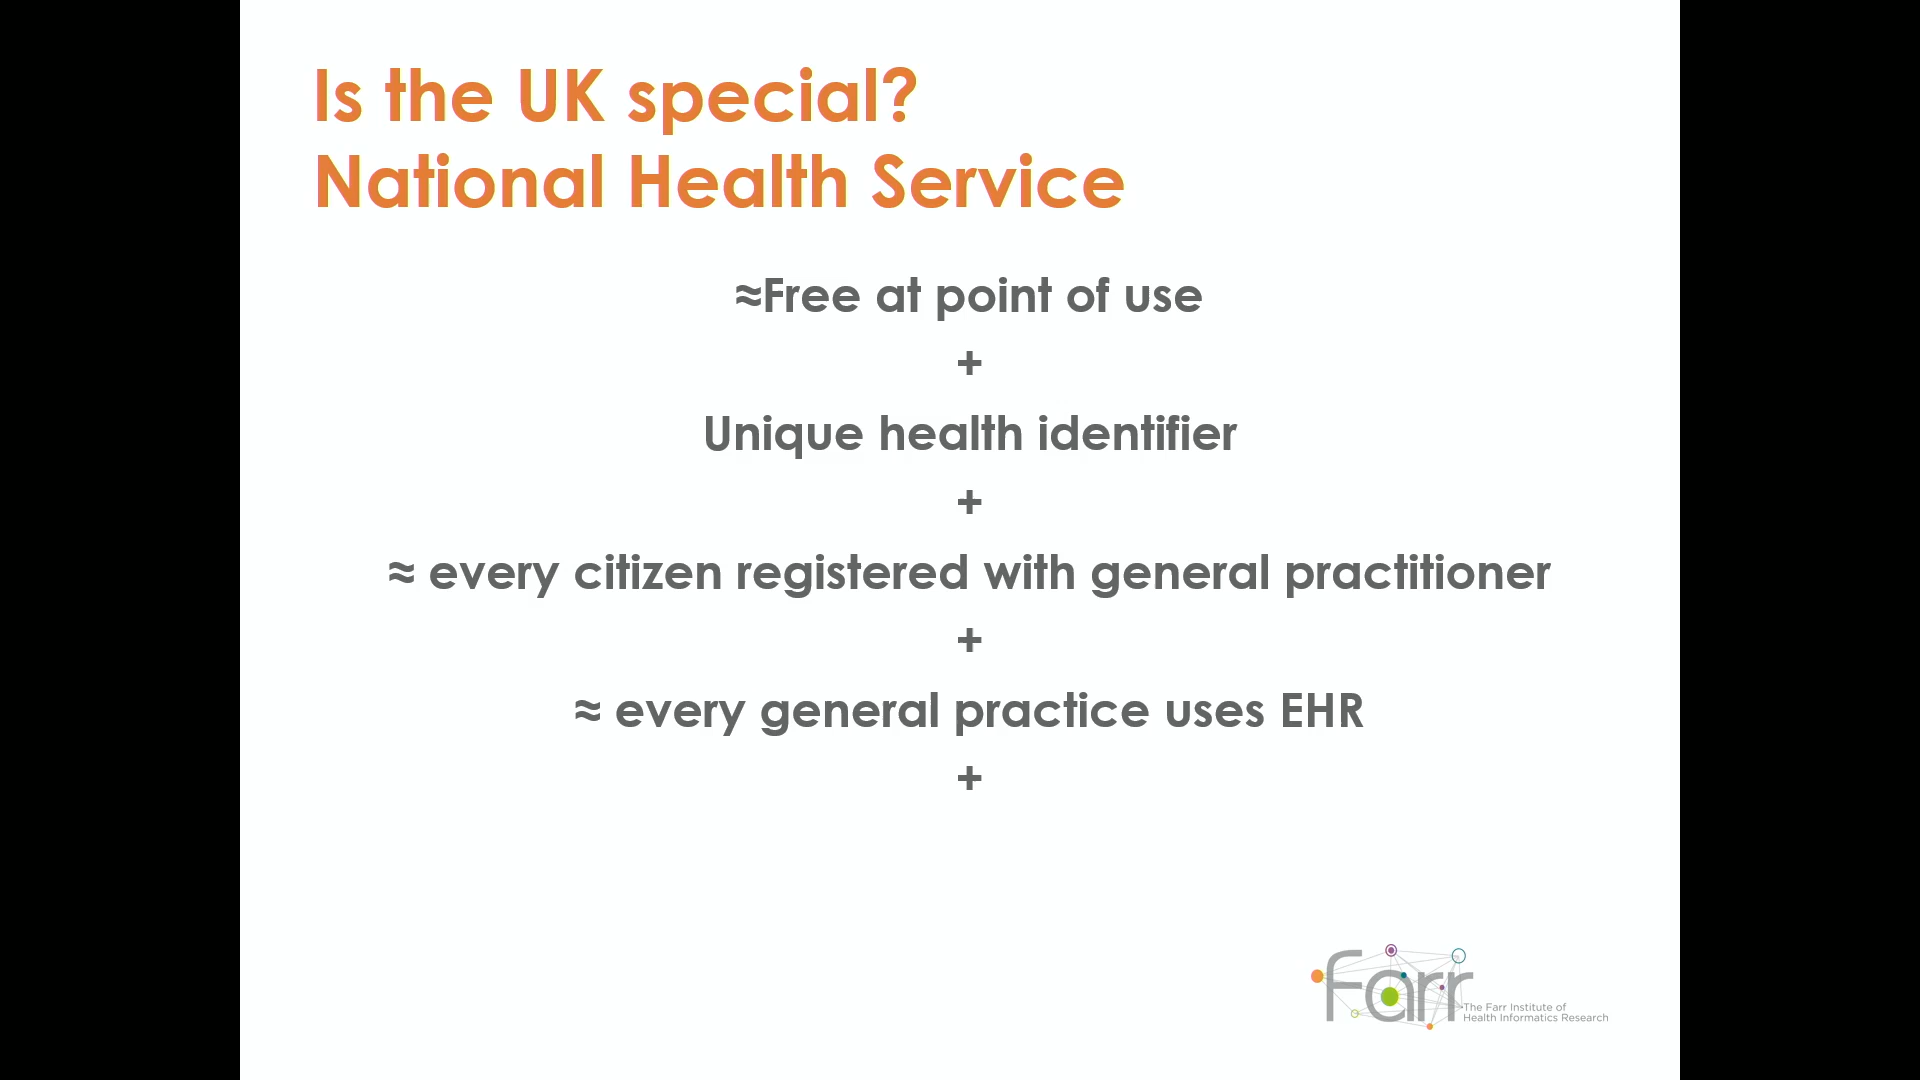 Is the UK special?
National Health Service
≈Free at point of use
+
Unique health identifier
+
≈ every citizen registered with general practitioner
+
≈ every general practice uses EHR
+
farr
The Farr Institute of
Health Informatics Research